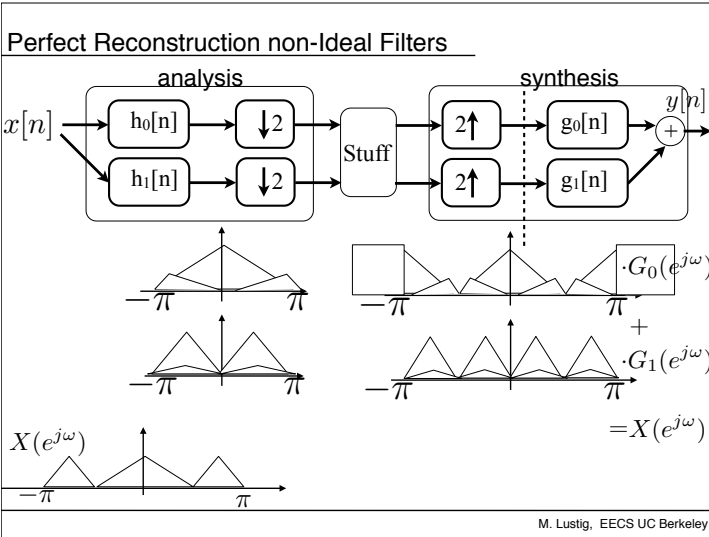 Perfect Reconstruction non-Ideal Filters
analysis
synthesis
x[n]
h₀[n]
↓2
Stuff
2↑
g₀[n]
y[n]
+
h₁[n]
↓2
2↑
g₁[n]
−π
π
−π
π
·G₀(e^{jω})
+
−π
π
−π
π
·G₁(e^{jω})
=X(e^{jω})
X(e^{jω})
−π
π
M. Lustig, EECS UC Berkeley